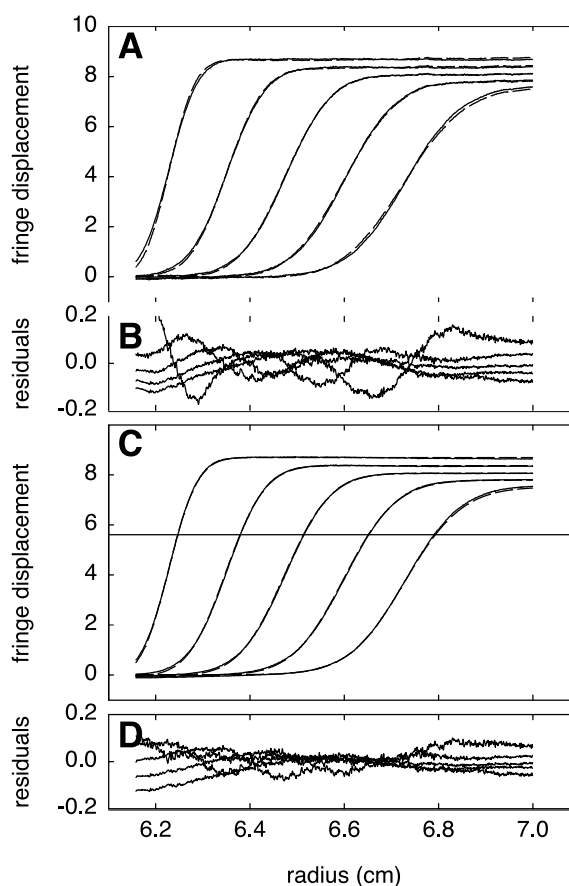 A
10
8
6
4
2
0
fringe displacement
B
0.2
0.0
-0.2
residuals
C
8
6
4
2
0
fringe displacement
D
0.2
0.0
-0.2
residuals
6.2 6.4 6.6 6.8 7.0
radius (cm)